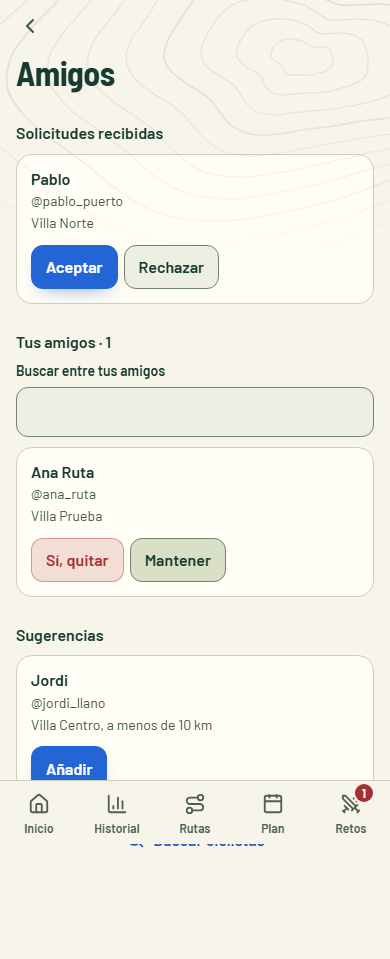 Amigos
Solicitudes recibidas
Pablo
@pablo_puerto
Villa Norte
Aceptar
Rechazar
Tus amigos · 1
Buscar entre tus amigos
Ana Ruta
@ana_ruta
Villa Prueba
Sí, quitar
Mantener
Sugerencias
Jordi
@jordi_llano
Villa Centro, a menos de 10 km
Añadir
1
Inicio
Historial
Rutas
Plan
Retos